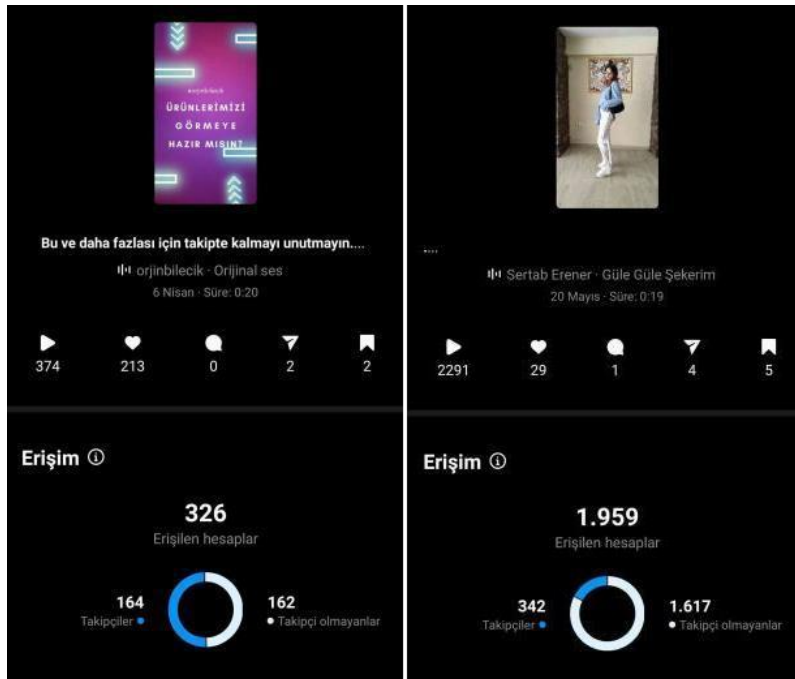 #orjinbilecik
ÜRÜNLERİMİZİ
GÖRMEYE
HAZIR MISIN?
Bu ve daha fazlası için takipte kalmayı unutmayın....
orjinbilecik · Orijinal ses
6 Nisan · Süre: 0:20
374 213 0 2 2
Erişim
326
Erişilen hesaplar
164
Takipçiler
162
Takipçi olmayanlar
....
Sertab Erener · Güle Güle Şekerim
20 Mayıs · Süre: 0:19
2291 29 1 4 5
Erişim
1.959
Erişilen hesaplar
342
Takipçiler
1.617
Takipçi olmayanlar